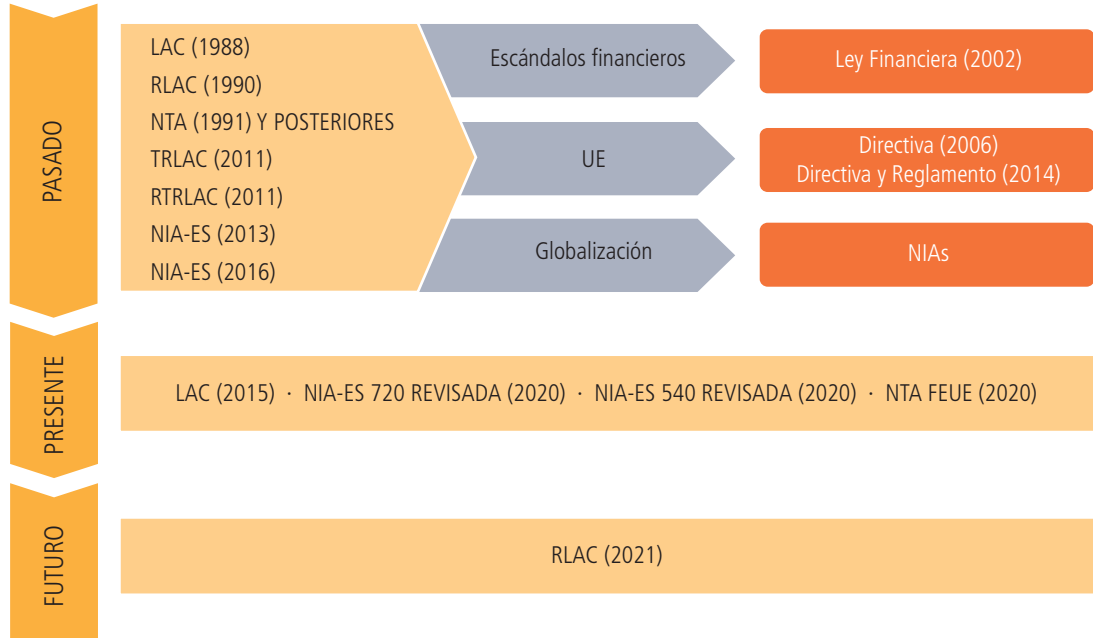 PASADO
LAC (1988)
RLAC (1990)
NTA (1991) Y POSTERIORES
TRLAC (2011)
RTRLAC (2011)
NIA-ES (2013)
NIA-ES (2016)
Escándalos financieros
Ley Financiera (2002)
UE
Directiva (2006)
Directiva y Reglamento (2014)
Globalización
NIAs
PRESENTE
LAC (2015) · NIA-ES 720 REVISADA (2020) · NIA-ES 540 REVISADA (2020) · NTA FEUE (2020)
FUTURO
RLAC (2021)